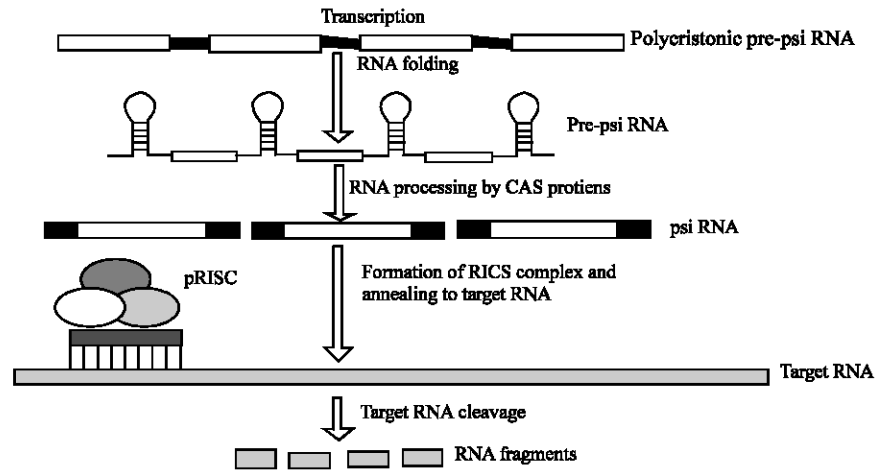 Transcription
Polycristonic pre-psi RNA
RNA folding
Pre-psi RNA
RNA processing by CAS protiens
psi RNA
pRISC
Formation of RICS complex and
annealing to target RNA
Target RNA
Target RNA cleavage
RNA fragments